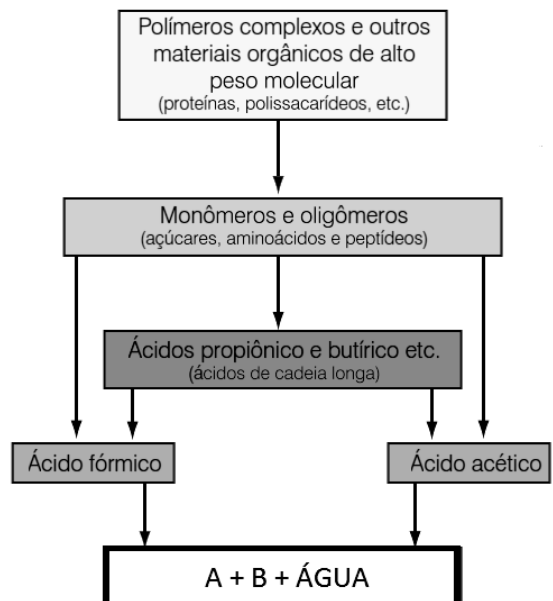 Polímeros complexos e outros
materiais orgânicos de alto
peso molecular
(proteínas, polissacarídeos, etc.)
Monômeros e oligômeros
(açúcares, aminoácidos e peptídeos)
Ácidos propiônico e butírico etc.
(ácidos de cadeia longa)
Ácido fórmico
Ácido acético
A + B + ÁGUA